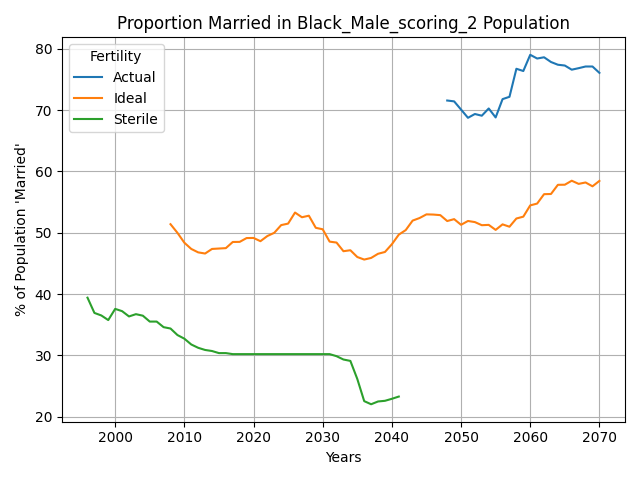 Proportion Married in Black_Male_scoring_2 Population
% of Population 'Married'
80
70
60
50
40
30
20
Fertility
Actual
Ideal
Sterile
2000 2010 2020 2030 2040 2050 2060 2070
Years